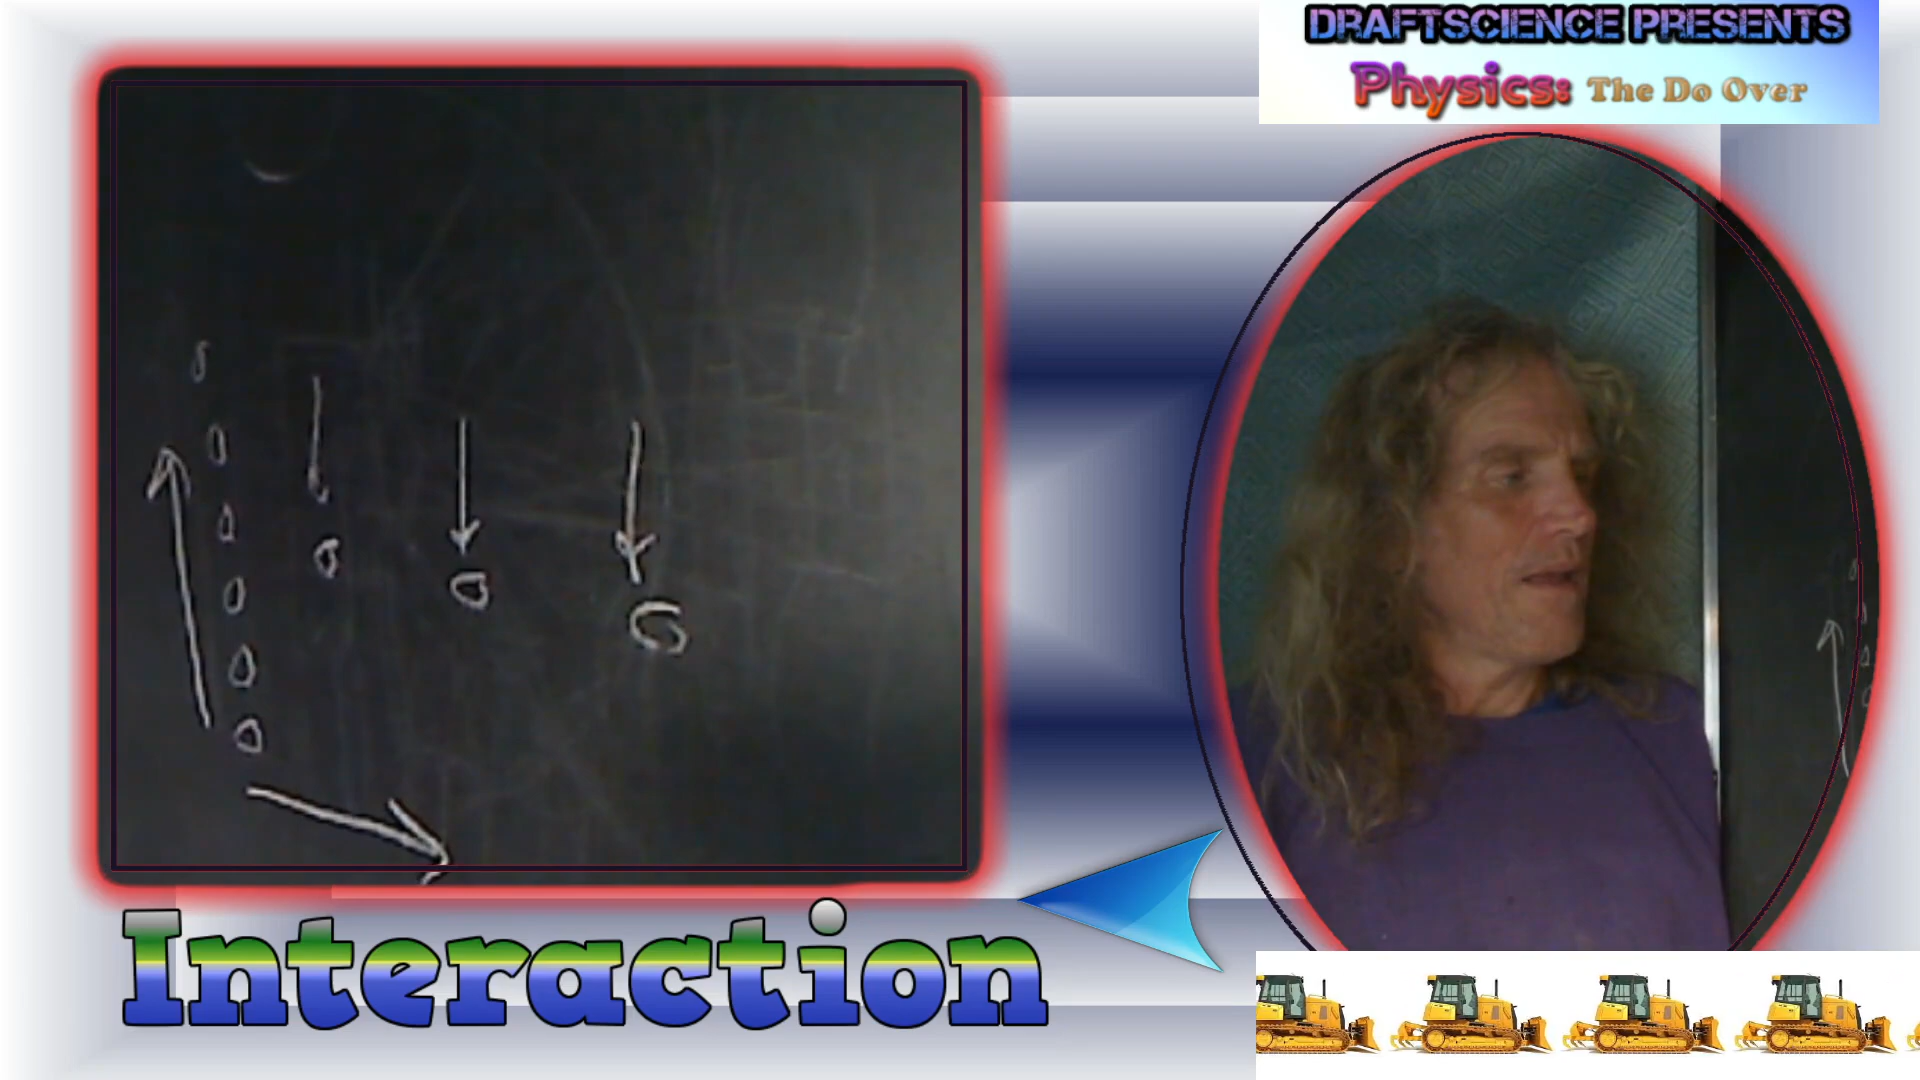 DRAFTSCIENCE PRESENTS
Physics: The Do Over
Interaction